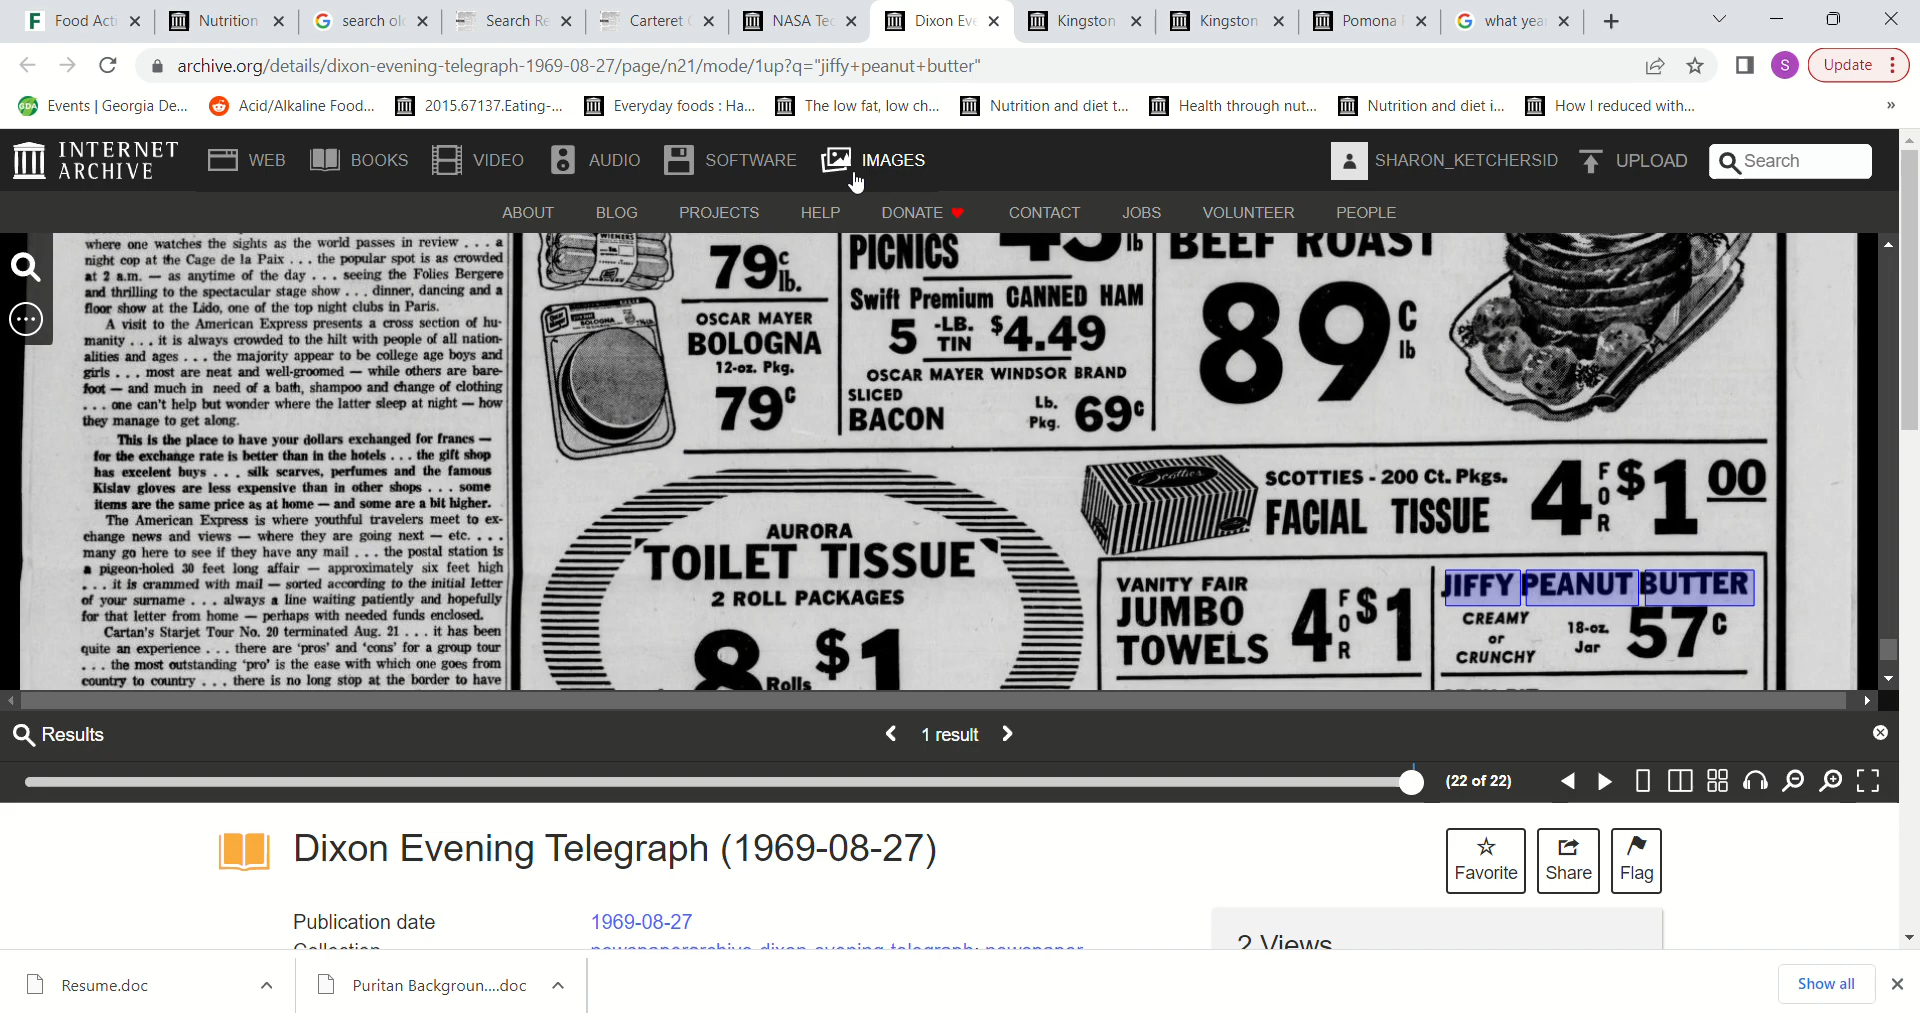 Food Acti
Nutrition
search old
Search Re
Carteret C
NASA Tec
Dixon Eve
Kingston
Kingston
Pomona
what year
archive.org/details/dixon-evening-telegraph-1969-08-27/page/n21/mode/1up?q="jiffy+peanut+butter"
S
Update
Events | Georgia De...
Acid/Alkaline Food...
2015.67137.Eating-...
Everyday foods : Ha...
The low fat, low ch...
Nutrition and diet t...
Health through nut...
Nutrition and diet i...
How I reduced with...
»
INTERNET
ARCHIVE
WEB
BOOKS
VIDEO
AUDIO
SOFTWARE
IMAGES
SHARON_KETCHERSID
UPLOAD
Search
ABOUT
BLOG
PROJECTS
HELP
DONATE
CONTACT
JOBS
VOLUNTEER
PEOPLE
where one watches the sights as the world passes in review . . . a
night cop at the Cage de la Paix . . . the popular spot is as crowded
at 2 a.m. — as anytime of the day . . . seeing the Folies Bergere
and thrilling to the spectacular stage show . . . dinner, dancing and a
floor show at the Lido, one of the top night clubs in Paris.
A visit to the American Express presents a cross section of hu-
manity . . . it is always crowded to the hilt with people of all nation-
alities and ages . . . the majority appear to be college age boys and
girls . . . most are neat and well-groomed — while others are bare-
foot — and much in need of a bath, shampoo and change of clothing
. . . one can't help but wonder where the latter sleep at night — how
they manage to get along.
This is the place to have your dollars exchanged for francs —
for the exchange rate is better than in the hotels . . . the gift shop
has excelent buys . . . silk scarves, perfumes and the famous
Kislav gloves are less expensive than in other shops . . . some
items are the same price as at home — and some are a bit higher.
The American Express is where youthful travelers meet to ex-
change news and views — where they are going next — etc. . . .
many go here to see if they have any mail . . . the postal station is
a pigeon-holed 30 feet long affair — approximately six feet high
. . . it is crammed with mail — sorted according to the initial letter
of your surname . . . always a line waiting patiently and hopefully
for that letter from home — perhaps with needed funds enclosed.
Cartan's Starjet Tour No. 20 terminated Aug. 21 . . . it has been
quite an experience . . . there are 'pros' and 'cons' for a group tour
. . . the most outstanding 'pro' is the ease with which one goes from
country to country . . . there is no long stop at the border to have
WIENERS
79c lb.
OSCAR MAYER
BOLOGNA
12-oz. Pkg.
79c
PICNICS
lb
Swift Premium CANNED HAM
5 -LB. TIN $4.49
OSCAR MAYER WINDSOR BRAND
SLICED
BACON
Lb. Pkg. 69c
BEEF ROAST
89c lb
SCOTTIES - 200 Ct. Pkgs.
FACIAL TISSUE
4 FOR $1 00
Scotties
AURORA
TOILET TISSUE
2 ROLL PACKAGES
8 Rolls $1
VANITY FAIR
JUMBO
TOWELS
4 FOR $1
JIFFY PEANUT BUTTER
CREAMY
or
CRUNCHY
18-oz.
Jar
57c
Results
1 result
(22 of 22)
Dixon Evening Telegraph (1969-08-27)
Favorite
Share
Flag
Publication date
1969-08-27
Collection
newspaperarchive dixon-evening-telegraph; newspaper
2 Views
Resume.doc
Puritan Backgroun....doc
Show all